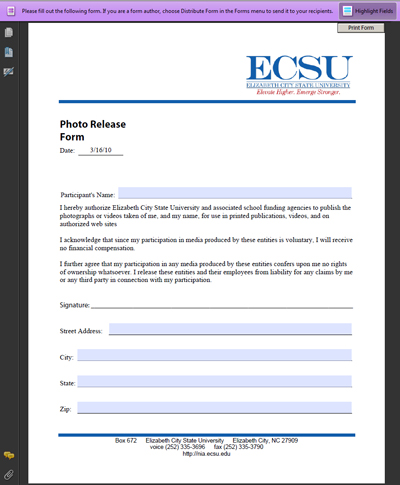 Please fill out the following form. If you are a form author, choose Distribute Form in the Forms menu to send it to your recipients.
Highlight Fields
Print Form
ECSU
ELIZABETH CITY STATE UNIVERSITY
Elevate Higher. Emerge Stronger.
Photo Release
Form
Date: 3/16/10
Participant's Name:
I hereby authorize Elizabeth City State University and associated school funding agencies to publish the
photographs or videos taken of me, and my name, for use in printed publications, videos, and on
authorized web sites
I acknowledge that since my participation in media produced by these entities is voluntary, I will receive
no financial compensation.
I further agree that my participation in any media produced by these entities confers upon me no rights
of ownership whatsoever. I release these entities and their employees from liability for any claims by me
or any third party in connection with my participation.
Signature:
Street Address:
City:
State:
Zip:
Box 672 Elizabeth City State University Elizabeth City, NC 27909
voice (252) 335-3696 fax (252) 335-3790
http://nia.ecsu.edu